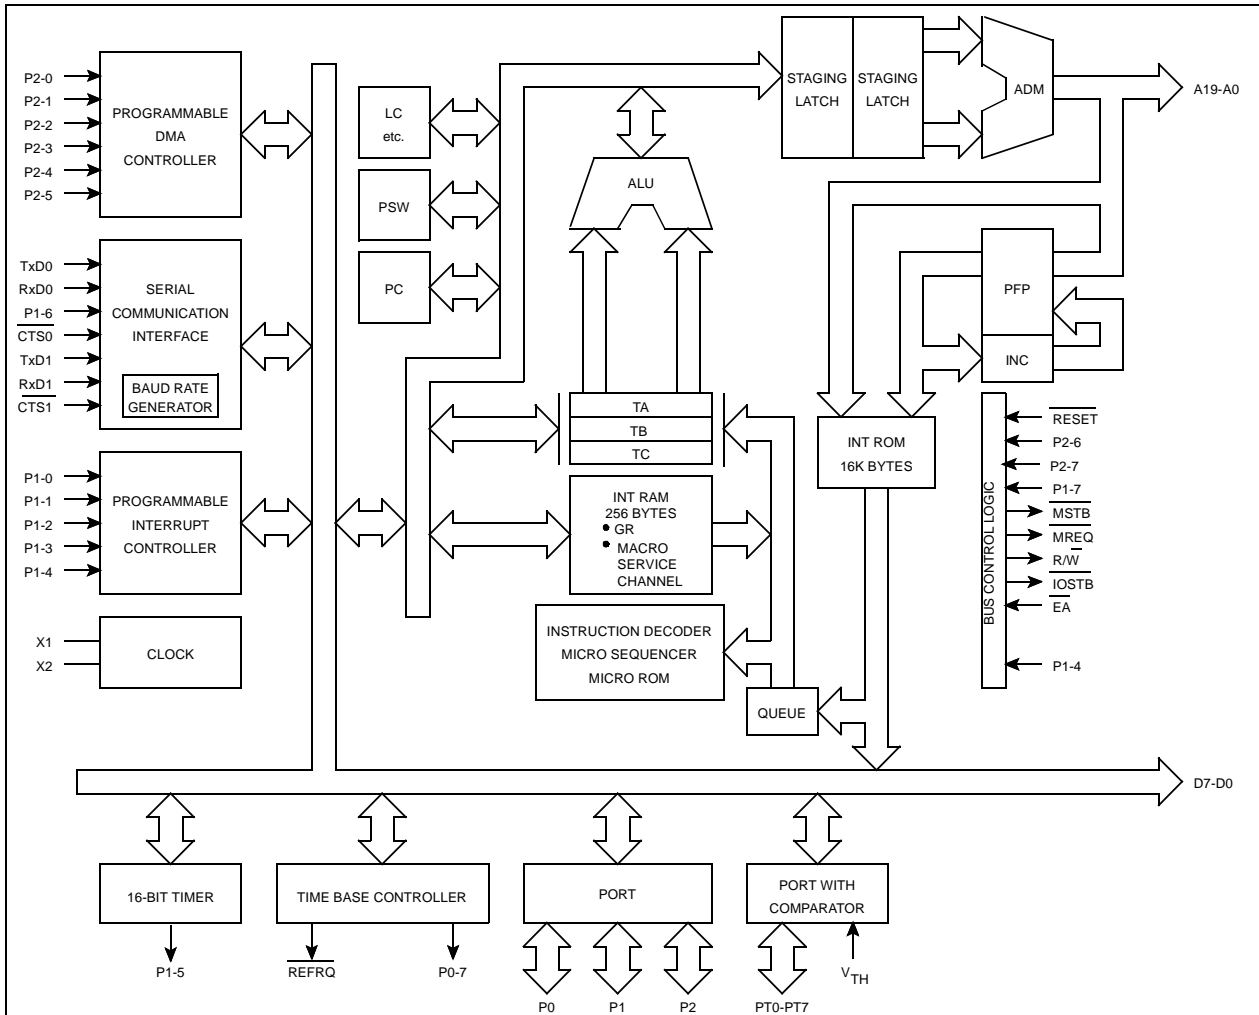 P2-0
P2-1
P2-2
P2-3
P2-4
P2-5
PROGRAMMABLE
DMA
CONTROLLER
TxD0
RxD0
P1-6
CTS0
TxD1
RxD1
CTS1
SERIAL
COMMUNICATION
INTERFACE
BAUD RATE
GENERATOR
P1-0
P1-1
P1-2
P1-3
P1-4
PROGRAMMABLE
INTERRUPT
CONTROLLER
X1
X2
CLOCK
LC
etc.
PSW
PC
ALU
STAGING
LATCH
STAGING
LATCH
ADM
A19-A0
PFP
INC
TA
TB
TC
INT RAM
256 BYTES
• GR
• MACRO
SERVICE
CHANNEL
INSTRUCTION DECODER
MICRO SEQUENCER
MICRO ROM
QUEUE
INT ROM
16K BYTES
BUS CONTROL LOGIC
RESET
P2-6
P2-7
P1-7
MSTB
MREQ
R/W
IOSTB
EA
P1-4
D7-D0
16-BIT TIMER
P1-5
TIME BASE CONTROLLER
REFRQ
P0-7
PORT
P0
P1
P2
PORT WITH
COMPARATOR
PT0-PT7
VTH